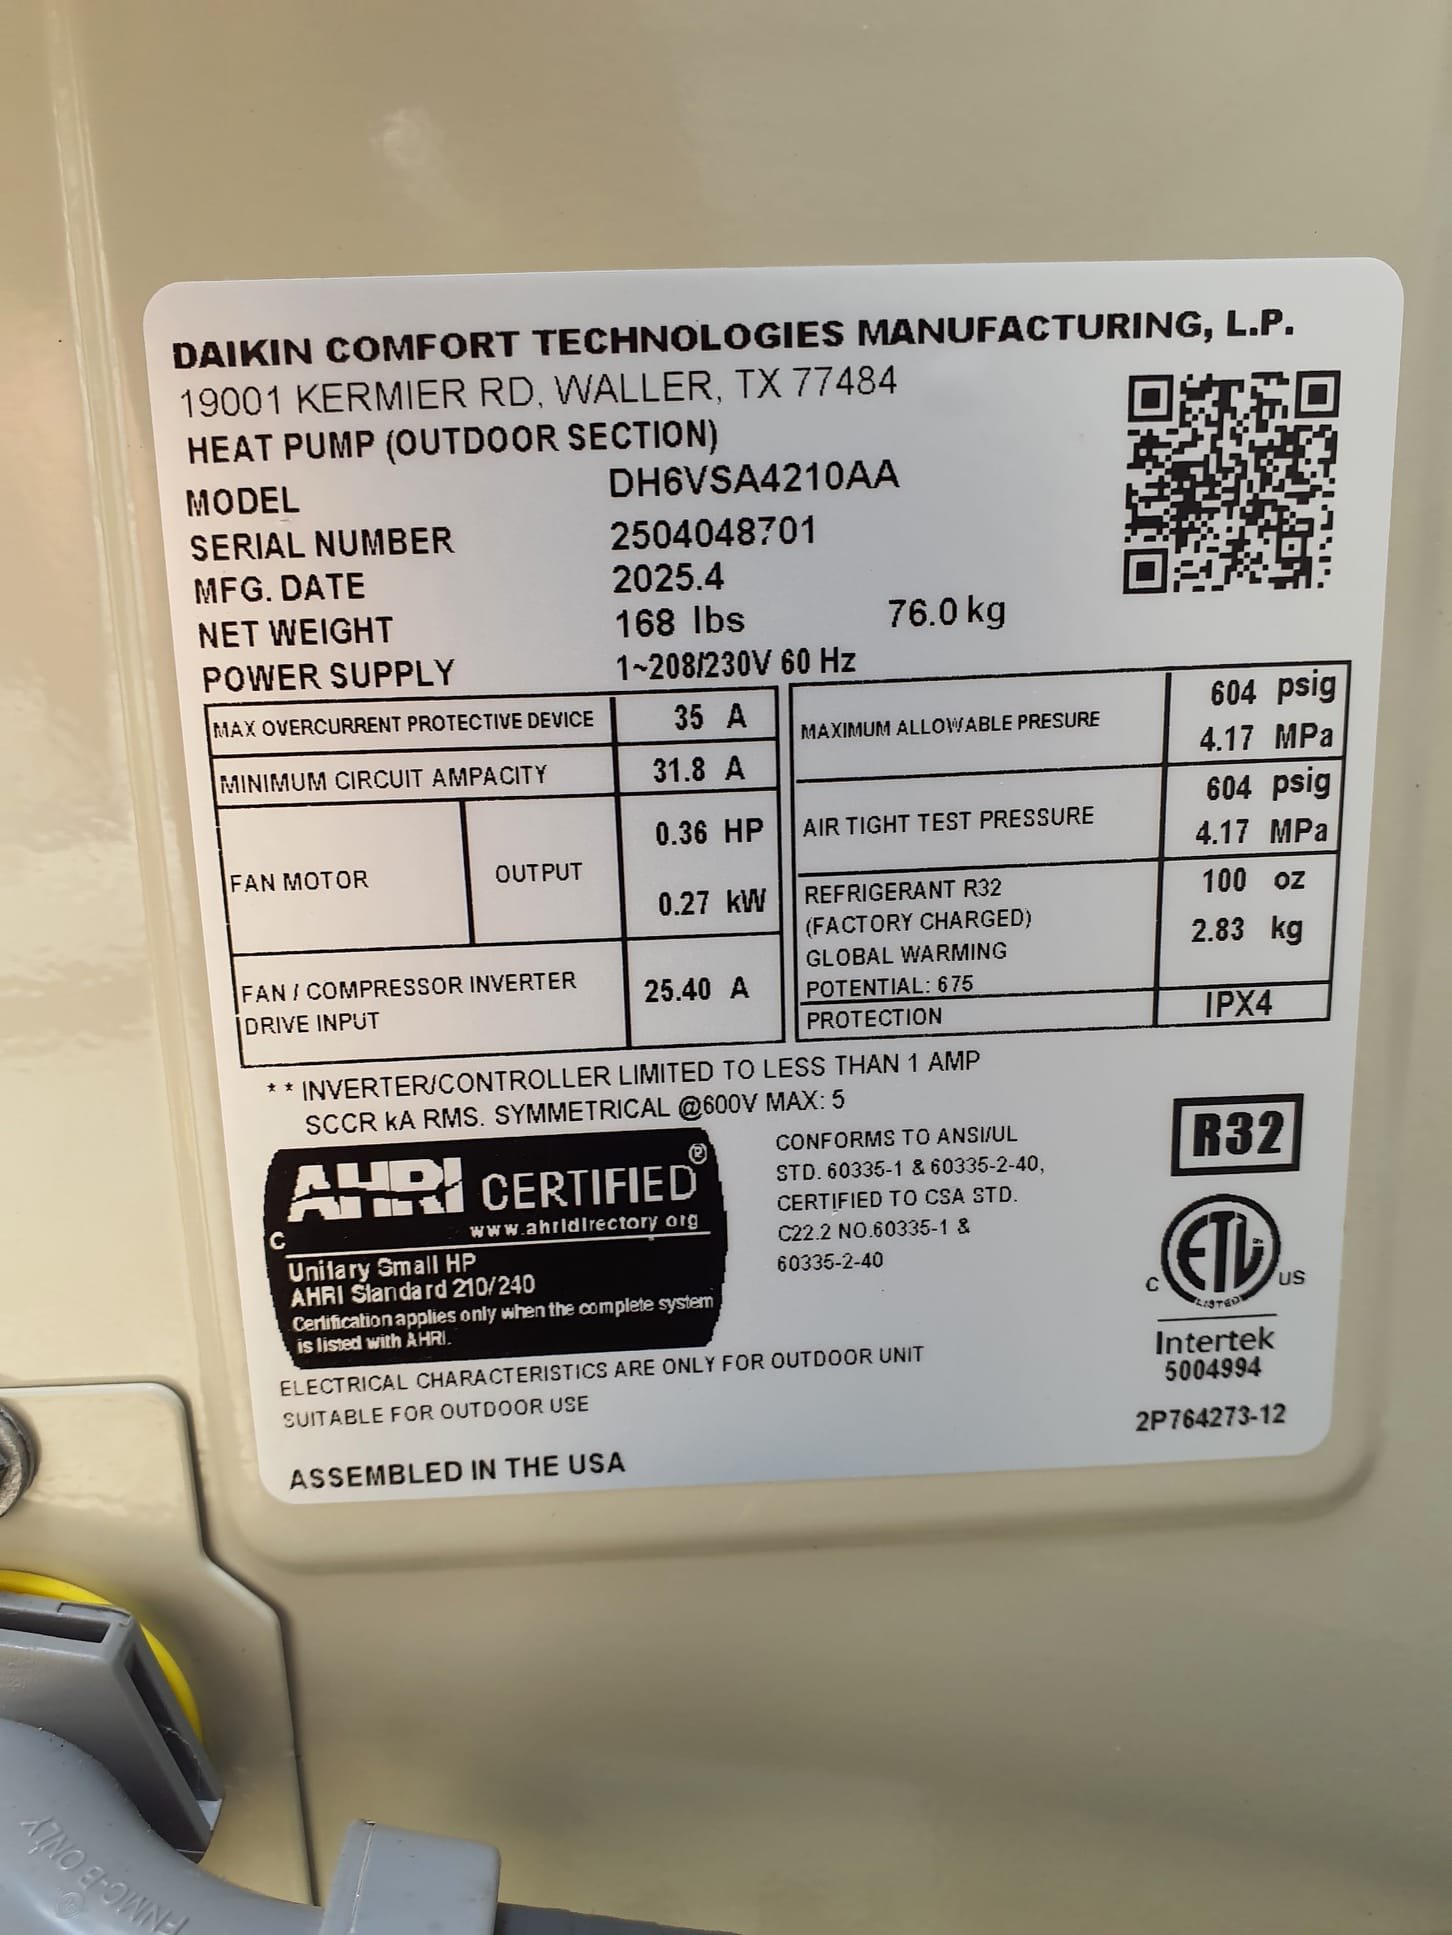 DAIKIN COMFORT TECHNOLOGIES MANUFACTURING, L.P.
19001 KERMIER RD, WALLER, TX 77484
HEAT PUMP (OUTDOOR SECTION)
MODEL DH6VSA4210AA
SERIAL NUMBER 2504048701
MFG. DATE 2025.4
NET WEIGHT 168 lbs 76.0 kg
POWER SUPPLY 1~208/230V 60 Hz
MAX OVERCURRENT PROTECTIVE DEVICE 35 A
MINIMUM CIRCUIT AMPACITY 31.8 A
FAN MOTOR OUTPUT 0.36 HP
0.27 kW
FAN / COMPRESSOR INVERTER
DRIVE INPUT 25.40 A
MAXIMUM ALLOWABLE PRESURE 604 psig
4.17 MPa
AIR TIGHT TEST PRESSURE 604 psig
4.17 MPa
REFRIGERANT R32 100 oz
(FACTORY CHARGED) 2.83 kg
GLOBAL WARMING
POTENTIAL: 675
PROTECTION IPX4
* * INVERTER/CONTROLLER LIMITED TO LESS THAN 1 AMP
SCCR kA RMS. SYMMETRICAL @600V MAX: 5
AHRI CERTIFIED ®
www.ahridirectory.org
C
Unitary Small HP
AHRI Standard 210/240
Certification applies only when the complete system
is listed with AHRI.
CONFORMS TO ANSI/UL
STD. 60335-1 & 60335-2-40,
CERTIFIED TO CSA STD.
C22.2 NO.60335-1 &
60335-2-40
R32
C ETL US
LISTED
Intertek
5004994
2P764273-12
ELECTRICAL CHARACTERISTICS ARE ONLY FOR OUTDOOR UNIT
SUITABLE FOR OUTDOOR USE
ASSEMBLED IN THE USA
FNMC-B ONLY